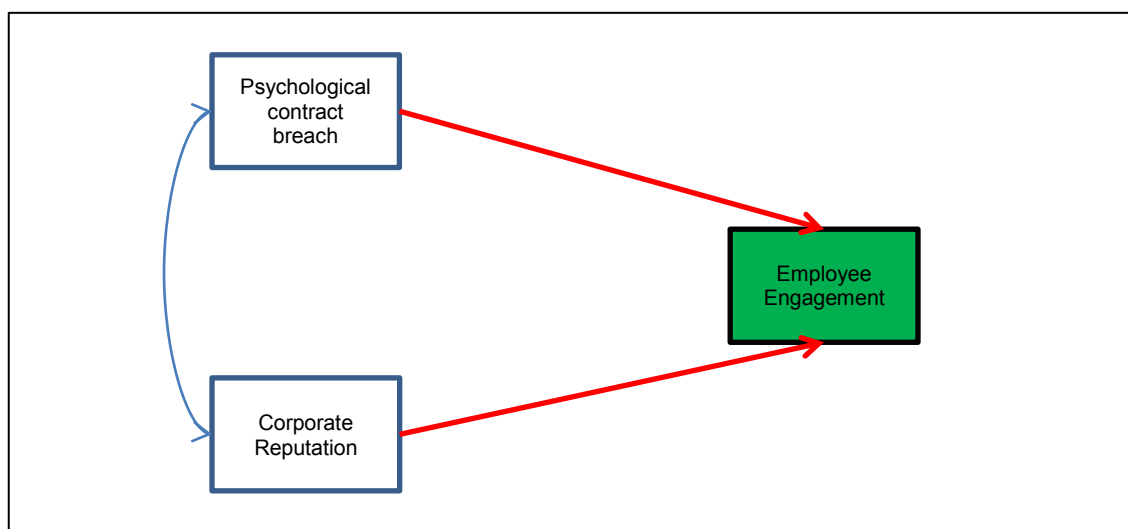 Psychological
contract
breach
Employee
Engagement
Corporate
Reputation